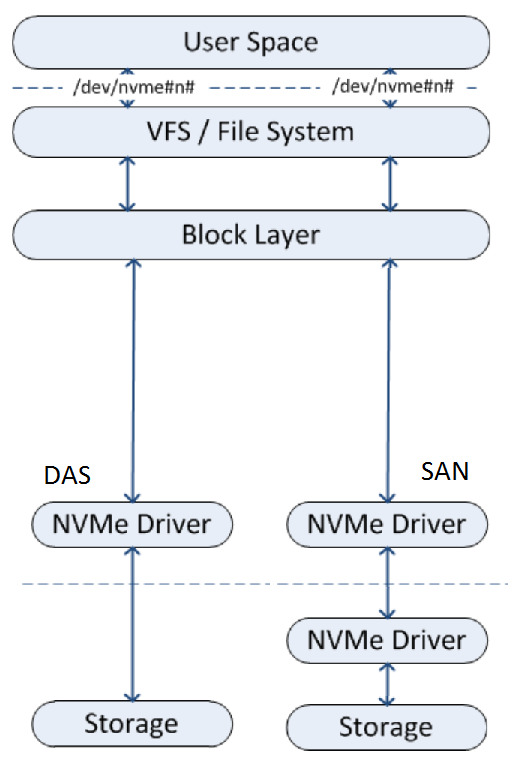 User Space
/dev/nvme#n# /dev/nvme#n#
VFS / File System
Block Layer
DAS SAN
NVMe Driver NVMe Driver
NVMe Driver
Storage Storage